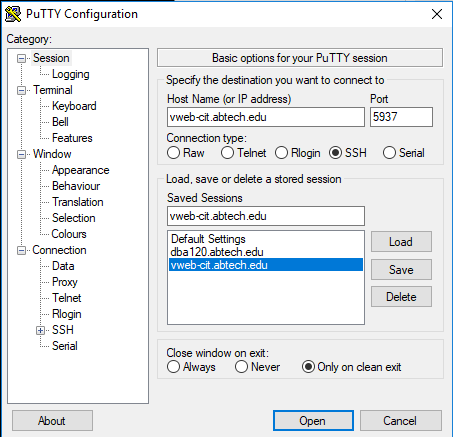 PuTTY Configuration
Category:
Session
Logging
Terminal
Keyboard
Bell
Features
Window
Appearance
Behaviour
Translation
Selection
Colours
Connection
Data
Proxy
Telnet
Rlogin
SSH
Serial
Basic options for your PuTTY session
Specify the destination you want to connect to
Host Name (or IP address) Port
vweb-cit.abtech.edu 5937
Connection type:
Raw Telnet Rlogin SSH Serial
Load, save or delete a stored session
Saved Sessions
vweb-cit.abtech.edu
Default Settings
dba120.abtech.edu
vweb-cit.abtech.edu
Load
Save
Delete
Close window on exit:
Always Never Only on clean exit
About Open Cancel